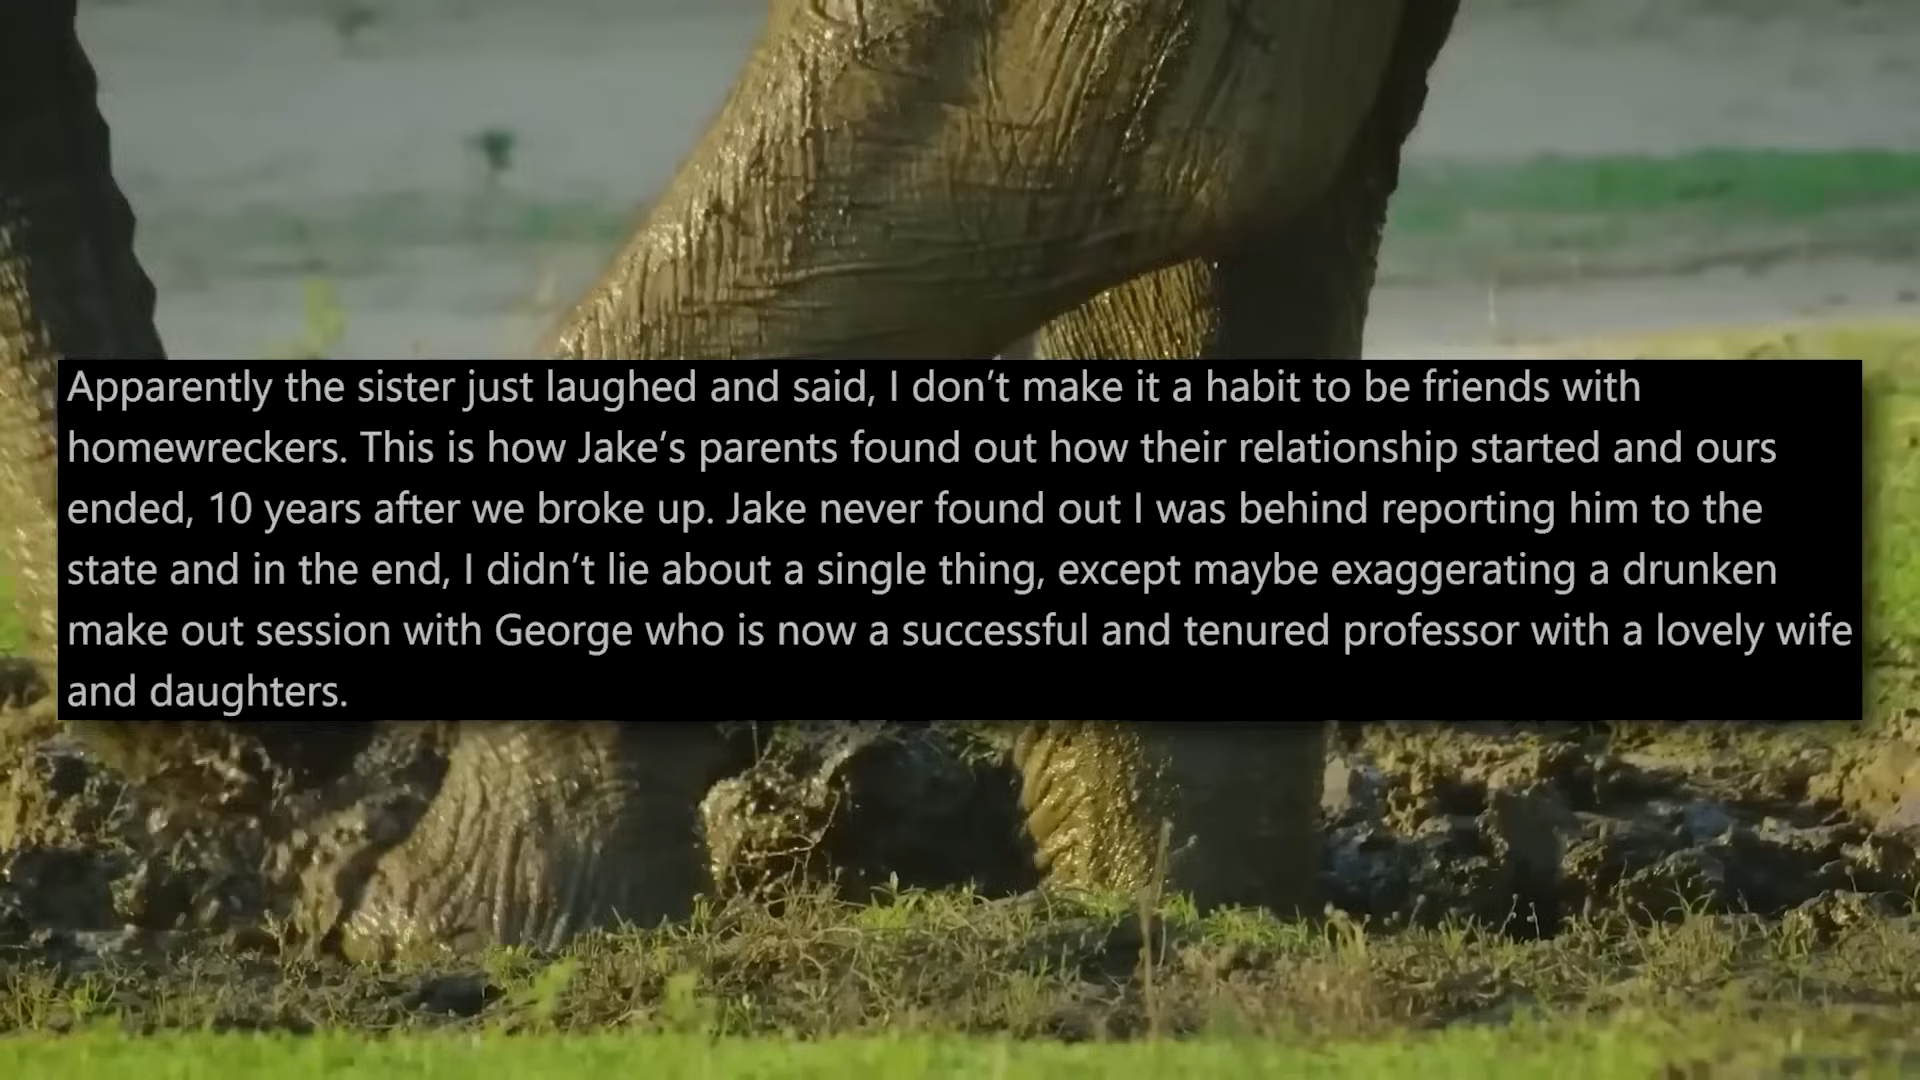 Apparently the sister just laughed and said, I don’t make it a habit to be friends with
homewreckers. This is how Jake’s parents found out how their relationship started and ours
ended, 10 years after we broke up. Jake never found out I was behind reporting him to the
state and in the end, I didn’t lie about a single thing, except maybe exaggerating a drunken
make out session with George who is now a successful and tenured professor with a lovely wife
and daughters.